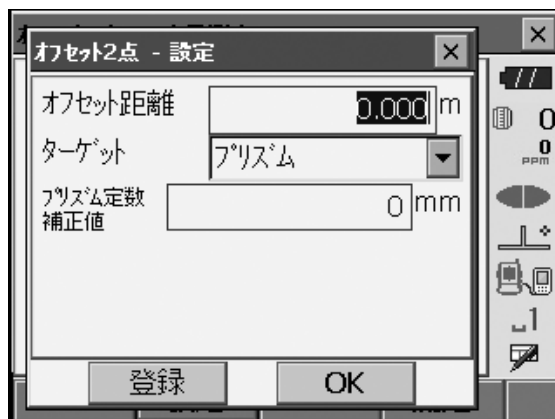 オフセット2点 - 設定
オフセット距離 0.000 m
ターゲット プリズム
プリズム定数
補正値 0 mm
登録 OK
0
0
PPM
1